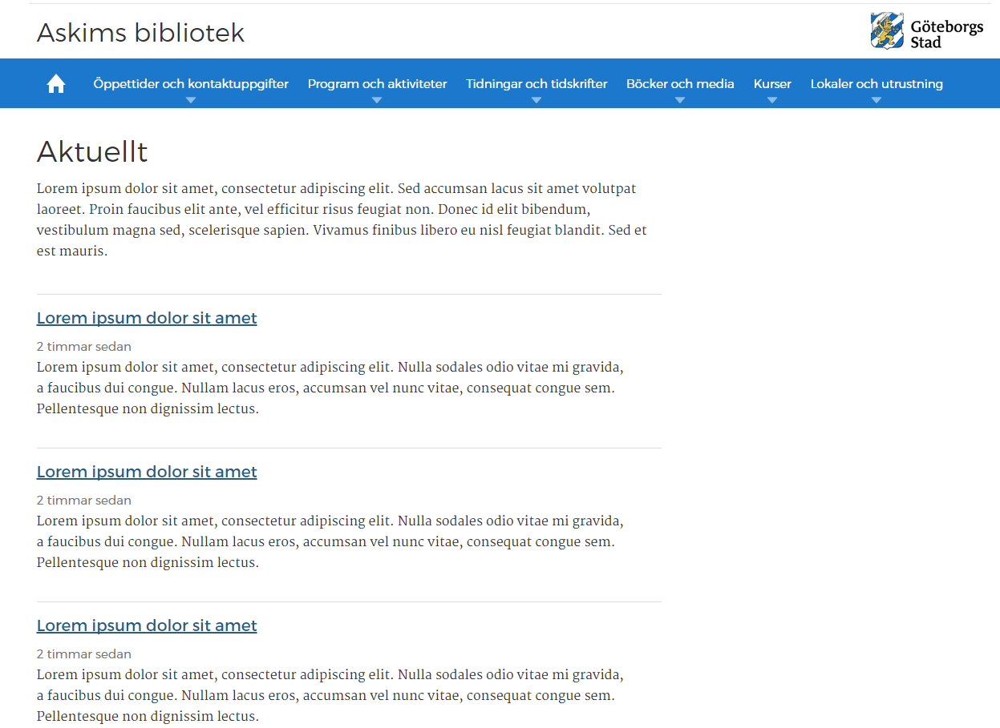 Askims bibliotek
Göteborgs
Stad
Öppettider och kontaktuppgifter Program och aktiviteter Tidningar och tidskrifter Böcker och media Kurser Lokaler och utrustning
Aktuellt
Lorem ipsum dolor sit amet, consectetur adipiscing elit. Sed accumsan lacus sit amet volutpat
laoreet. Proin faucibus elit ante, vel efficitur risus feugiat non. Donec id elit bibendum,
vestibulum magna sed, scelerisque sapien. Vivamus finibus libero eu nisl feugiat blandit. Sed et
est mauris.
Lorem ipsum dolor sit amet
2 timmar sedan
Lorem ipsum dolor sit amet, consectetur adipiscing elit. Nulla sodales odio vitae mi gravida,
a faucibus dui congue. Nullam lacus eros, accumsan vel nunc vitae, consequat congue sem.
Pellentesque non dignissim lectus.
Lorem ipsum dolor sit amet
2 timmar sedan
Lorem ipsum dolor sit amet, consectetur adipiscing elit. Nulla sodales odio vitae mi gravida,
a faucibus dui congue. Nullam lacus eros, accumsan vel nunc vitae, consequat congue sem.
Pellentesque non dignissim lectus.
Lorem ipsum dolor sit amet
2 timmar sedan
Lorem ipsum dolor sit amet, consectetur adipiscing elit. Nulla sodales odio vitae mi gravida,
a faucibus dui congue. Nullam lacus eros, accumsan vel nunc vitae, consequat congue sem.
Pellentesque non dignissim lectus.